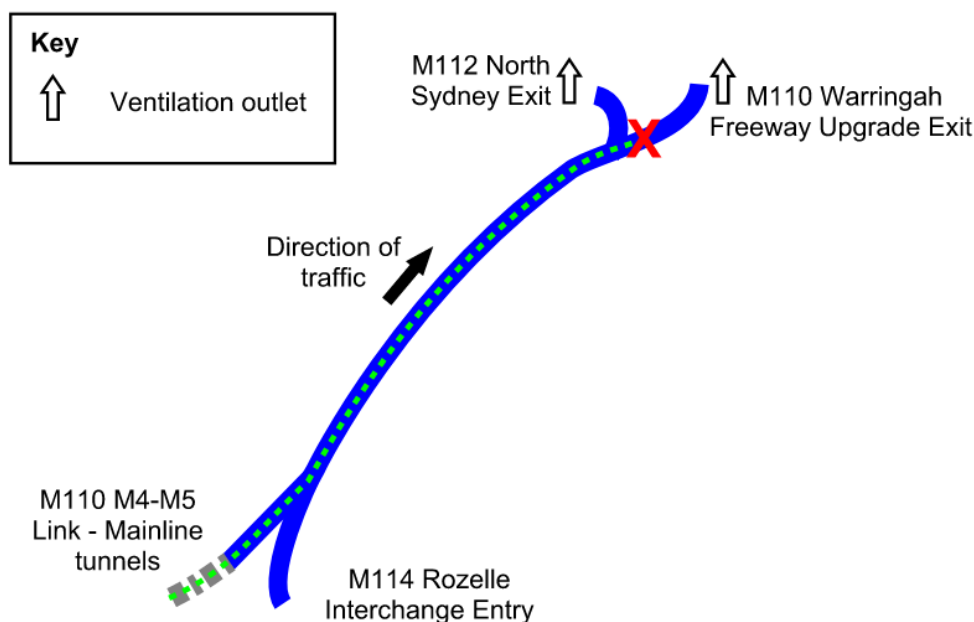 Key
Ventilation outlet
M112 North
Sydney Exit
M110 Warringah
Freeway Upgrade Exit
X
Direction of
traffic
M110 M4-M5
Link - Mainline
tunnels
M114 Rozelle
Interchange Entry